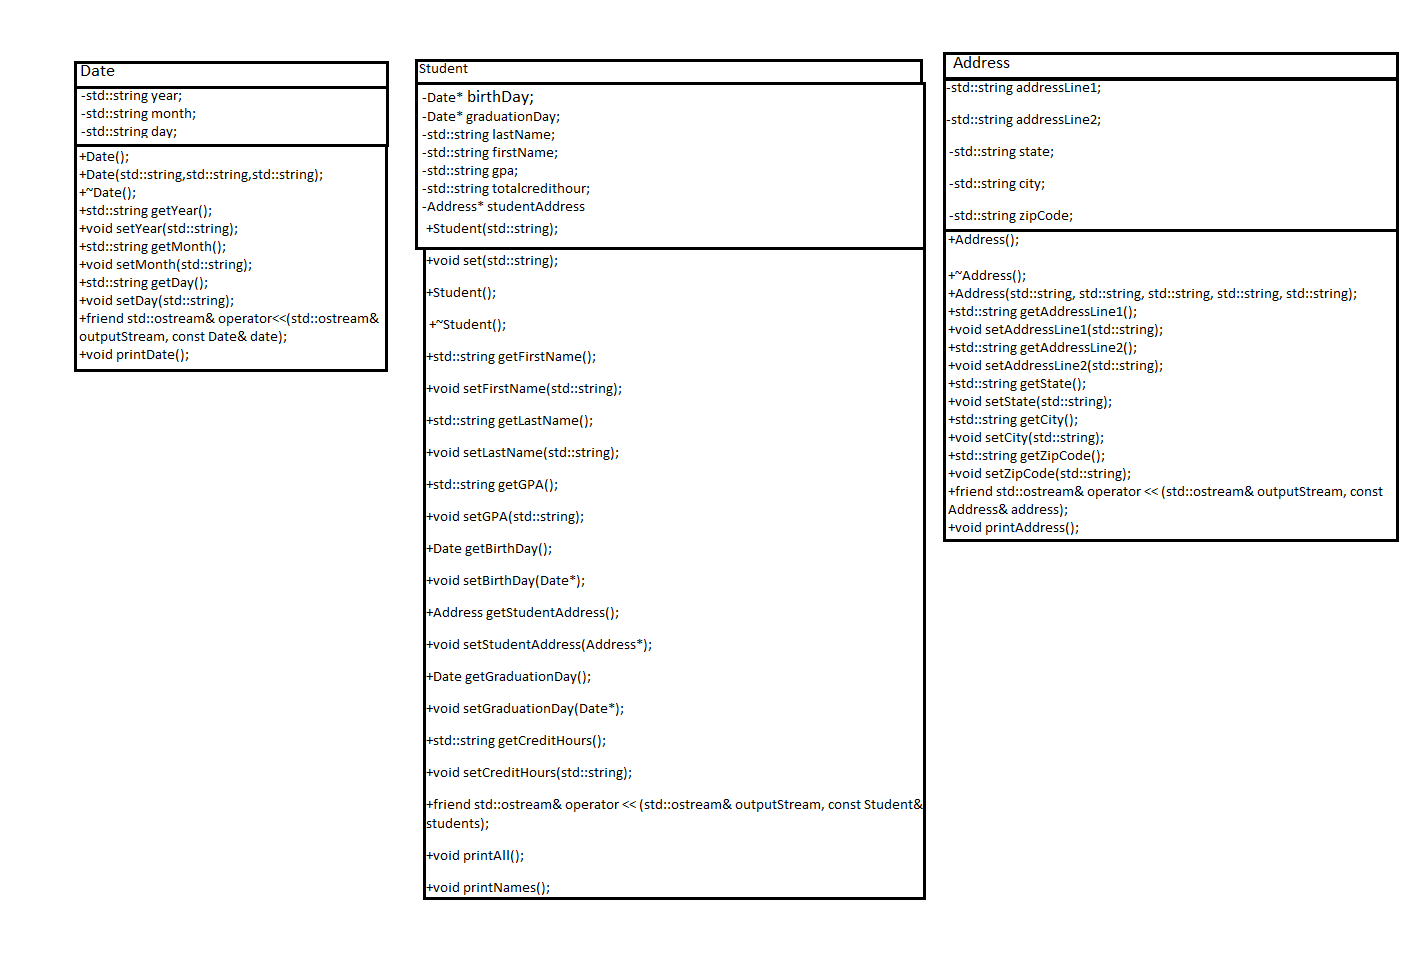 Date
-std::string year;
-std::string month;
-std::string day;
+Date();
+Date(std::string,std::string,std::string);
+~Date();
+std::string getYear();
+void setYear(std::string);
+std::string getMonth();
+void setMonth(std::string);
+std::string getDay();
+void setDay(std::string);
+friend std::ostream& operator<<(std::ostream&
outputStream, const Date& date);
+void printDate();
Student
-Date* birthDay;
-Date* graduationDay;
-std::string lastName;
-std::string firstName;
-std::string gpa;
-std::string totalcredithour;
-Address* studentAddress
+Student(std::string);
+void set(std::string);
+Student();
+~Student();
+std::string getFirstName();
+void setFirstName(std::string);
+std::string getLastName();
+void setLastName(std::string);
+std::string getGPA();
+void setGPA(std::string);
+Date getBirthDay();
+void setBirthDay(Date*);
+Address getStudentAddress();
+void setStudentAddress(Address*);
+Date getGraduationDay();
+void setGraduationDay(Date*);
+std::string getCreditHours();
+void setCreditHours(std::string);
+friend std::ostream& operator << (std::ostream& outputStream, const Student&
students);
+void printAll();
+void printNames();
Address
-std::string addressLine1;
-std::string addressLine2;
-std::string state;
-std::string city;
-std::string zipCode;
+Address();
+~Address();
+Address(std::string, std::string, std::string, std::string, std::string);
+std::string getAddressLine1();
+void setAddressLine1(std::string);
+std::string getAddressLine2();
+void setAddressLine2(std::string);
+std::string getState();
+void setState(std::string);
+std::string getCity();
+void setCity(std::string);
+std::string getZipCode();
+void setZipCode(std::string);
+friend std::ostream& operator << (std::ostream& outputStream, const
Address& address);
+void printAddress();